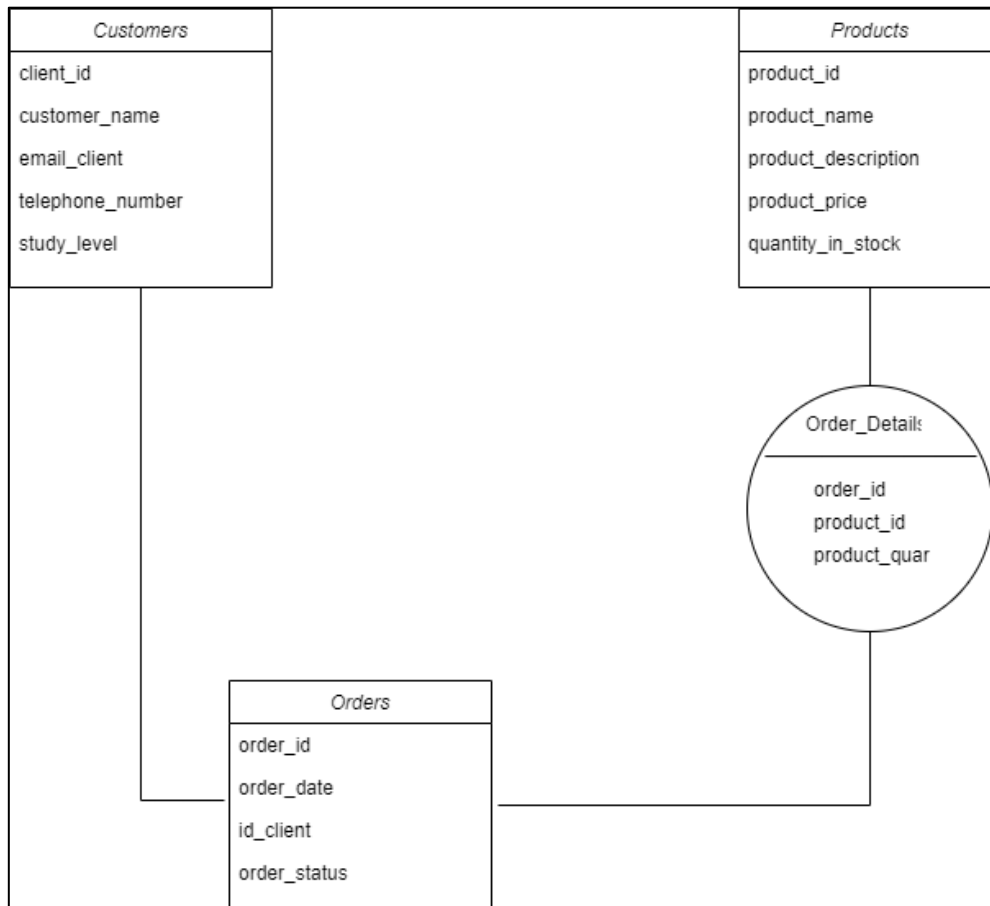 Customers
client_id
customer_name
email_client
telephone_number
study_level
Products
product_id
product_name
product_description
product_price
quantity_in_stock
Order_Details
order_id
product_id
product_quar
Orders
order_id
order_date
id_client
order_status